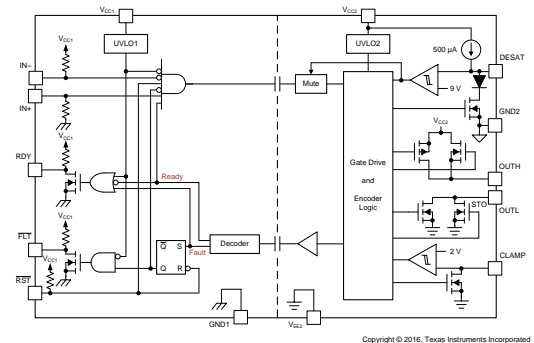 VCC1
VCC2
UVLO1
UVLO2
VCC1
500 µA
DESAT
IN−
Mute
9 V
IN+
GND2
VCC1
VCC2
RDY
Ready
Gate Drive
and
Encoder
Logic
OUTH
VCC1
STO
OUTL
FLT
Q S
Fault
Decoder
VCC1
2 V
CLAMP
Q R
RST
GND1
VEE2
Copyright © 2016, Texas Instruments Incorporated